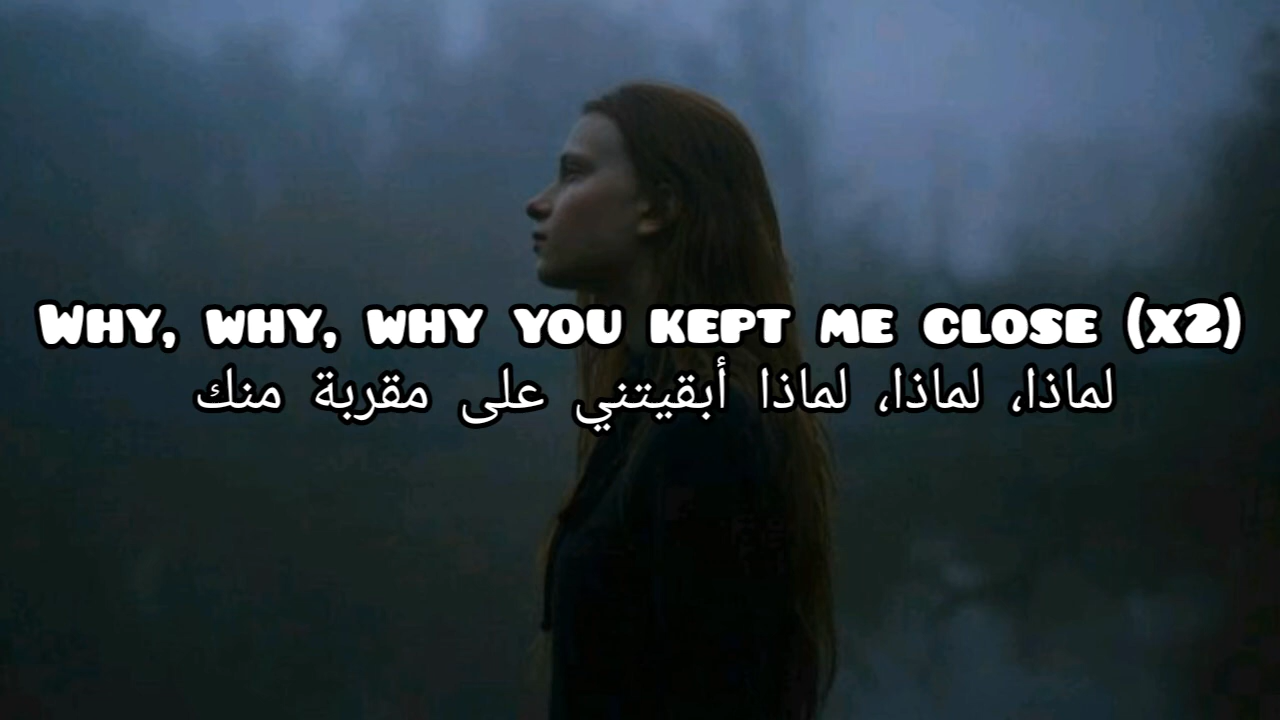 Why, why, why you kept me close (x2)
لماذا، لماذا، لماذا أبقيتني على مقربة منك